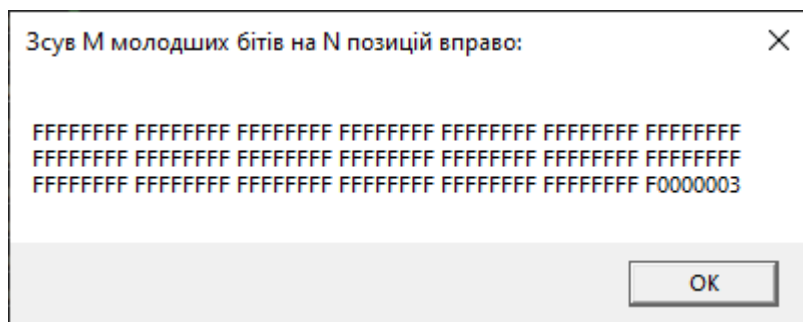 Зсув M молодших бітів на N позицій вправо:
FFFFFFFF FFFFFFFF FFFFFFFF FFFFFFFF FFFFFFFF FFFFFFFF FFFFFFFF
FFFFFFFF FFFFFFFF FFFFFFFF FFFFFFFF FFFFFFFF FFFFFFFF FFFFFFFF
FFFFFFFF FFFFFFFF FFFFFFFF FFFFFFFF FFFFFFFF FFFFFFFF F0000003
OK